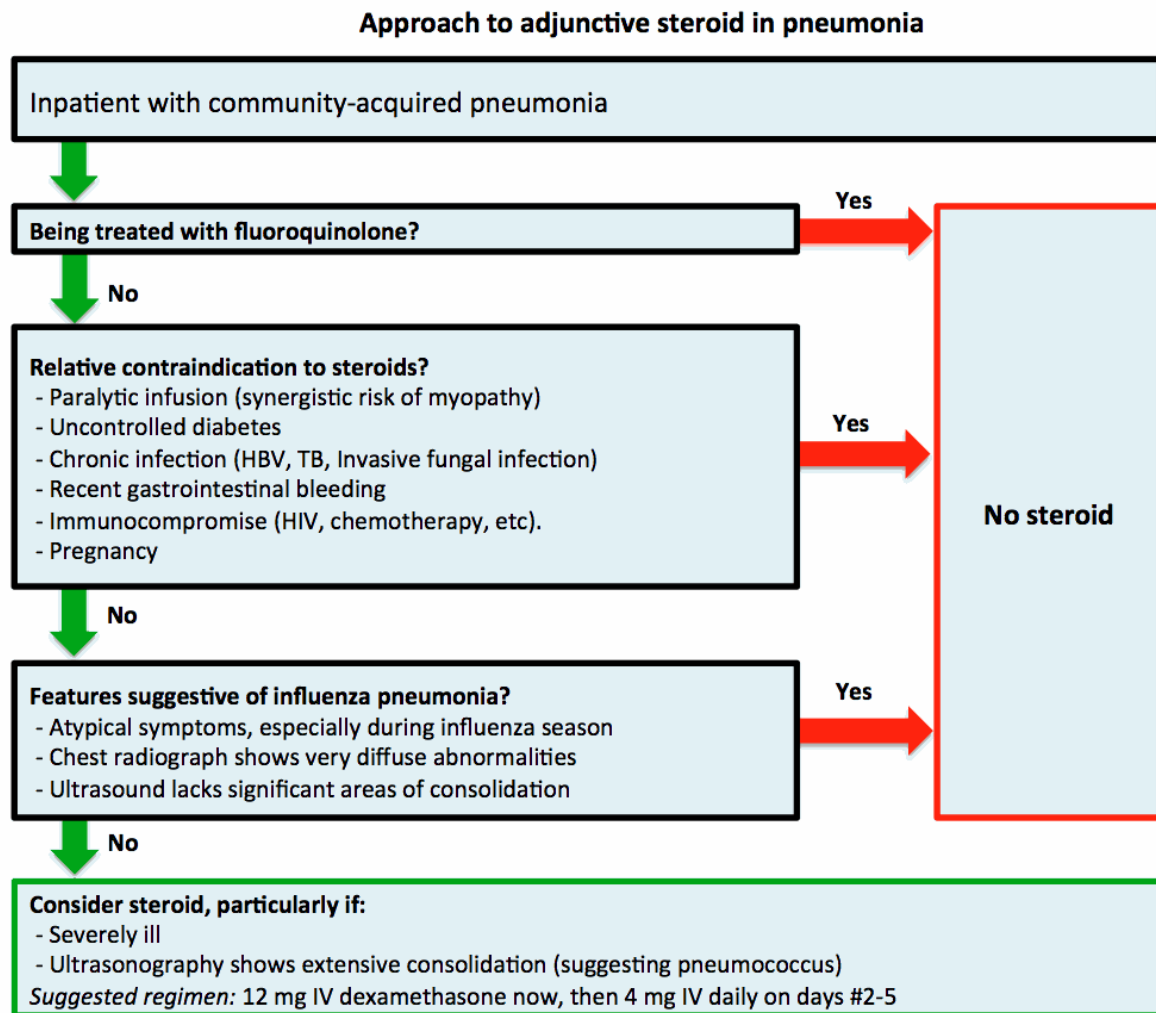 Approach to adjunctive steroid in pneumonia
Inpatient with community-acquired pneumonia
Being treated with fluoroquinolone?
Yes
No
Relative contraindication to steroids?
- Paralytic infusion (synergistic risk of myopathy)
- Uncontrolled diabetes
- Chronic infection (HBV, TB, Invasive fungal infection)
- Recent gastrointestinal bleeding
- Immunocompromise (HIV, chemotherapy, etc).
- Pregnancy
Yes
No steroid
No
Features suggestive of influenza pneumonia?
- Atypical symptoms, especially during influenza season
- Chest radiograph shows very diffuse abnormalities
- Ultrasound lacks significant areas of consolidation
Yes
No
Consider steroid, particularly if:
- Severely ill
- Ultrasonography shows extensive consolidation (suggesting pneumococcus)
Suggested regimen: 12 mg IV dexamethasone now, then 4 mg IV daily on days #2-5